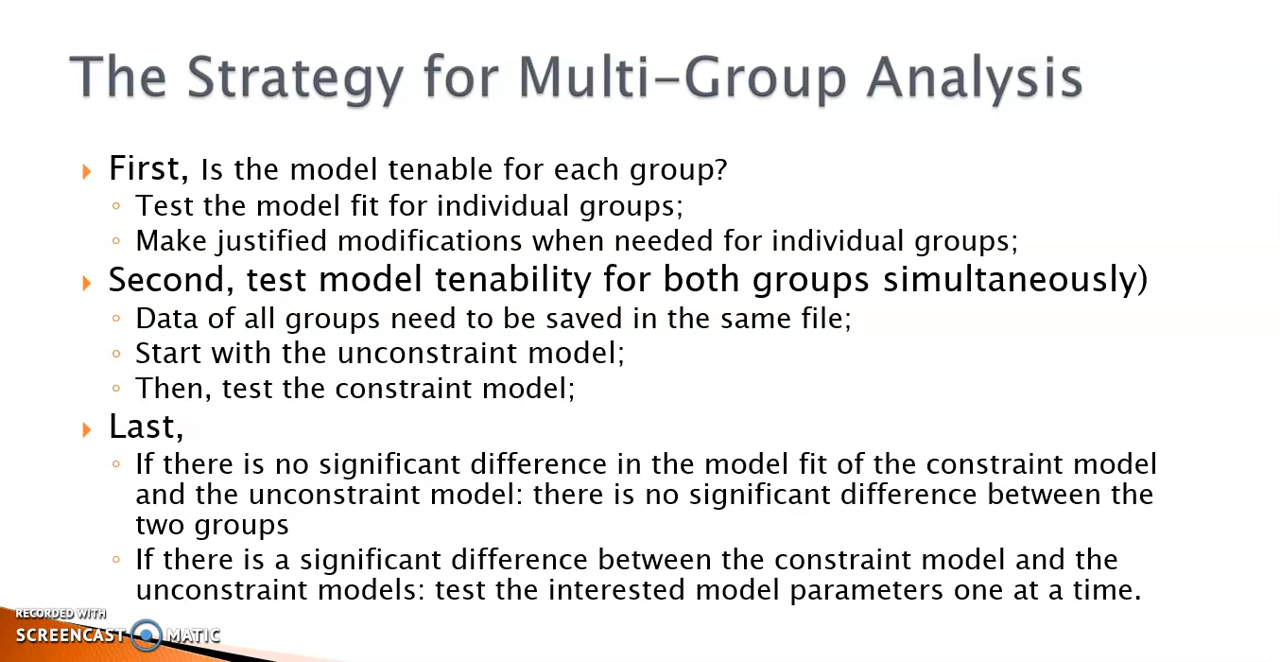 The Strategy for Multi-Group Analysis
First, Is the model tenable for each group?
Test the model fit for individual groups;
Make justified modifications when needed for individual groups;
Second, test model tenability for both groups simultaneously)
Data of all groups need to be saved in the same file;
Start with the unconstraint model;
Then, test the constraint model;
Last,
If there is no significant difference in the model fit of the constraint model
and the unconstraint model: there is no significant difference between the
two groups
If there is a significant difference between the constraint model and the
unconstraint models: test the interested model parameters one at a time.
RECORDED WITH
SCREENCAST MATIC